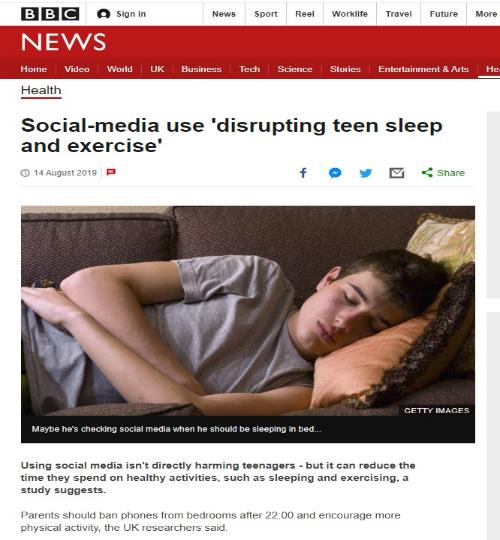 BBC Sign in News Sport Reel Worklife Travel Future More
NEWS
Home Video World UK Business Tech Science Stories Entertainment & Arts Hea
Health
Social-media use 'disrupting teen sleep
and exercise'
14 August 2019 Share
GETTY IMAGES
Maybe he's checking social media when he should be sleeping in bed...
Using social media isn't directly harming teenagers - but it can reduce the
time they spend on healthy activities, such as sleeping and exercising, a
study suggests.
Parents should ban phones from bedrooms after 22:00 and encourage more
physical activity, the UK researchers said.